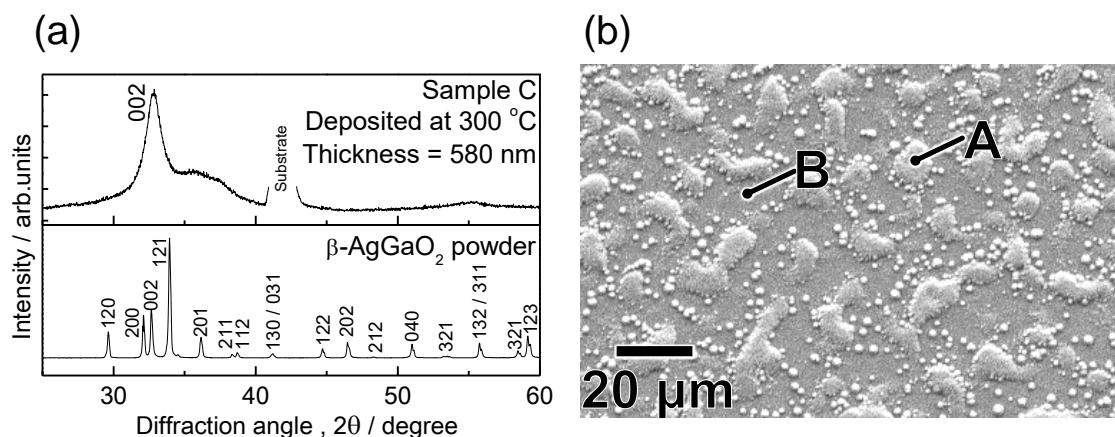 (a)
002
Sample C
Deposited at 300 °C
Thickness = 580 nm
Substrate
Intensity / arb.units
β-AgGaO₂ powder
120
200
002
121
201
211
112
130 / 031
122
202
212
040
321
132 / 311
321
123
25 30 35 40 45 50 55 60
Diffraction angle , 2θ / degree
(b)
A
B
20 μm